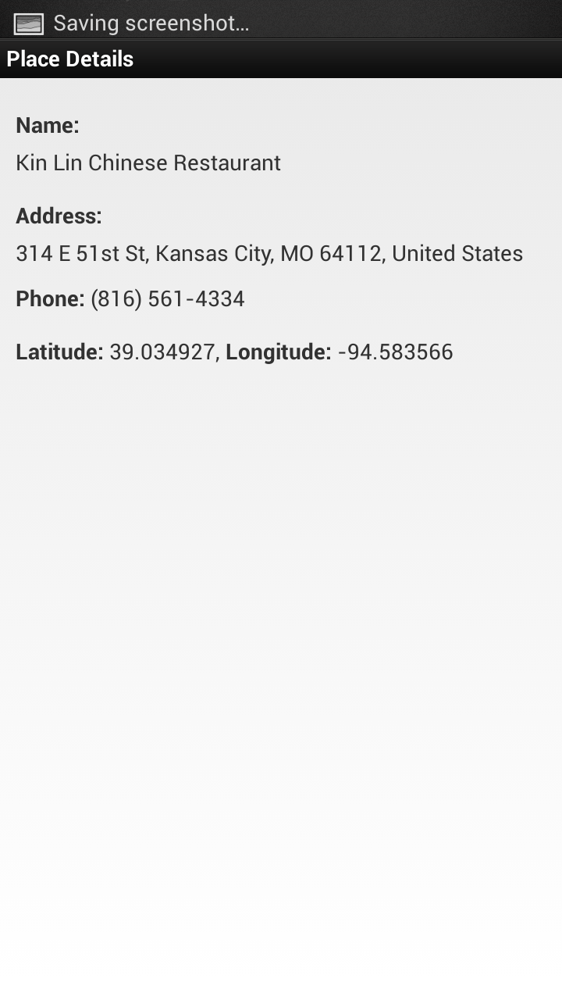 Saving screenshot...
Place Details
Name:
Kin Lin Chinese Restaurant
Address:
314 E 51st St, Kansas City, MO 64112, United States
Phone: (816) 561-4334
Latitude: 39.034927, Longitude: -94.583566